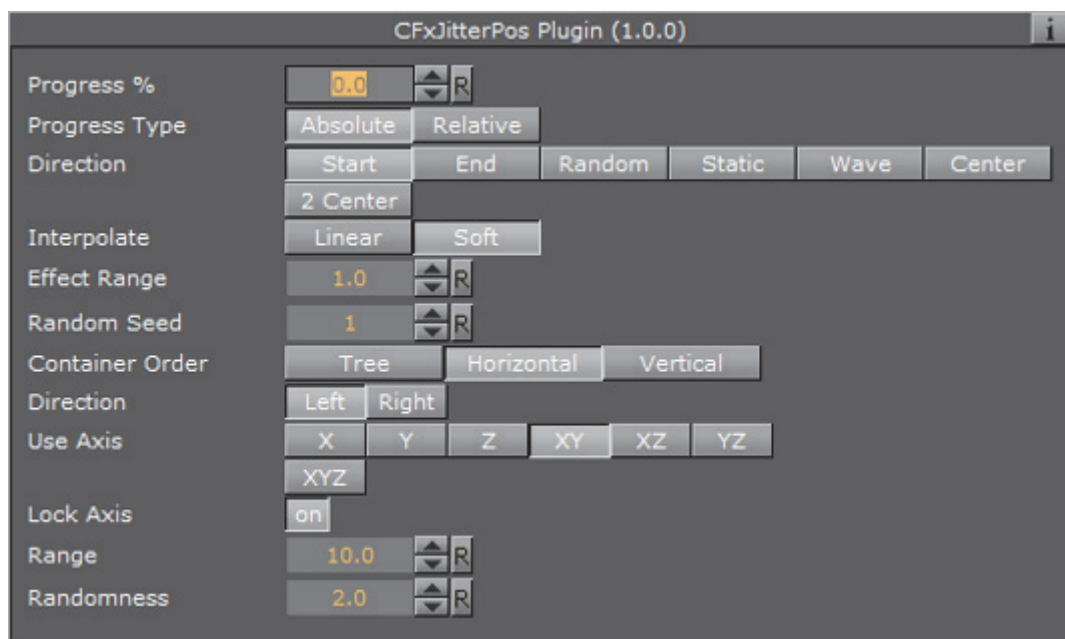 CFxJitterPos Plugin (1.0.0) i
Progress % 0.0 R
Progress Type Absolute Relative
Direction Start End Random Static Wave Center
2 Center
Interpolate Linear Soft
Effect Range 1.0 R
Random Seed 1 R
Container Order Tree Horizontal Vertical
Direction Left Right
Use Axis X Y Z XY XZ YZ
XYZ
Lock Axis on
Range 10.0 R
Randomness 2.0 R